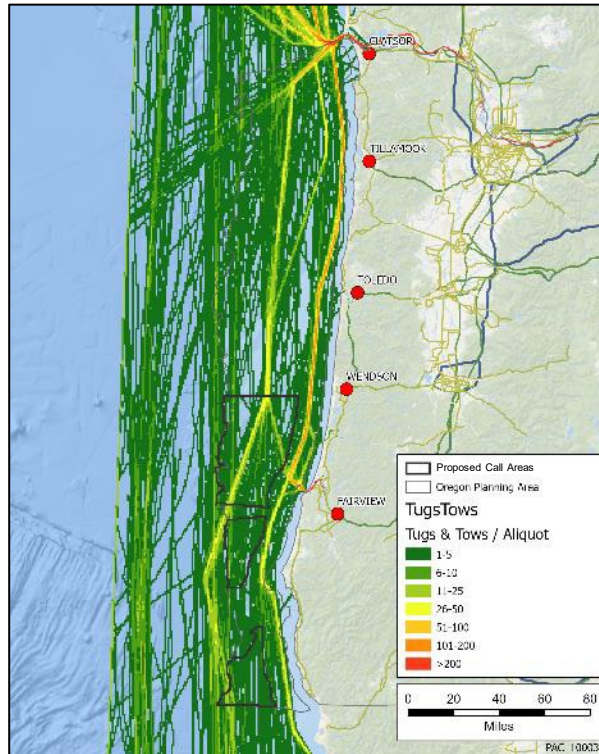 CLATSOP
TILLAMOOK
TOLEDO
WENDSON
FAIRVIEW
Proposed Call Areas
Oregon Planning Area
TugsTows
Tugs & Tows / Aliquot
1-5
6-10
11-25
26-50
51-100
101-200
>200
0 20 40 60 80
Miles